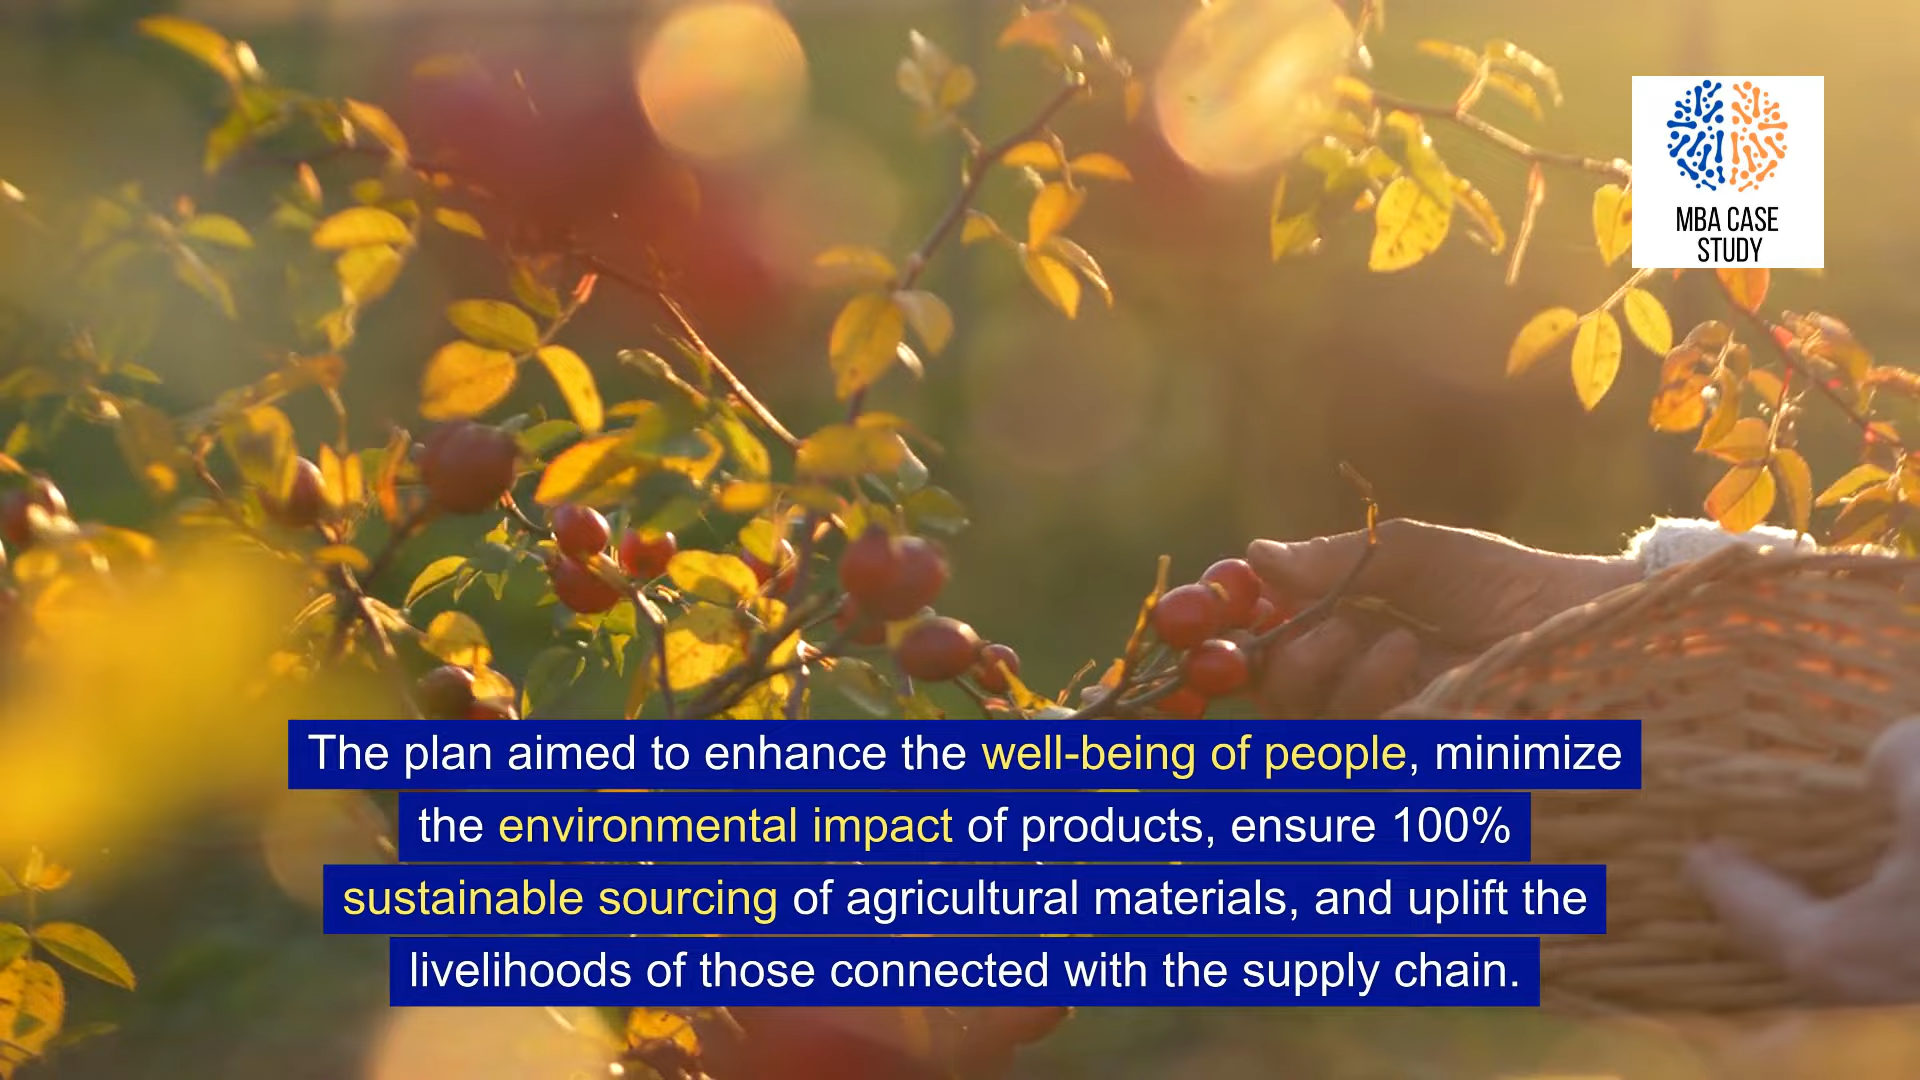 MBA CASE
STUDY
The plan aimed to enhance the well-being of people, minimize
the environmental impact of products, ensure 100%
sustainable sourcing of agricultural materials, and uplift the
livelihoods of those connected with the supply chain.